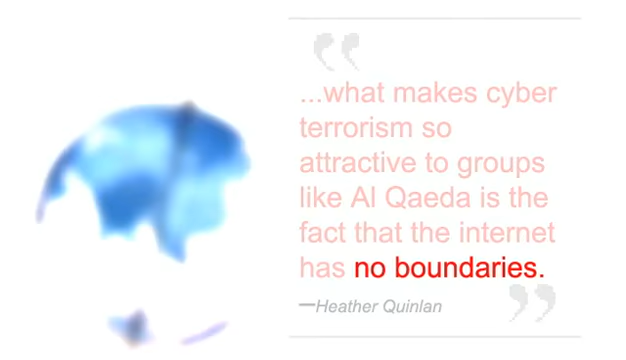 ...what makes cyber
terrorism so
attractive to groups
like Al Qaeda is the
fact that the internet
has no boundaries.
—Heather Quinlan